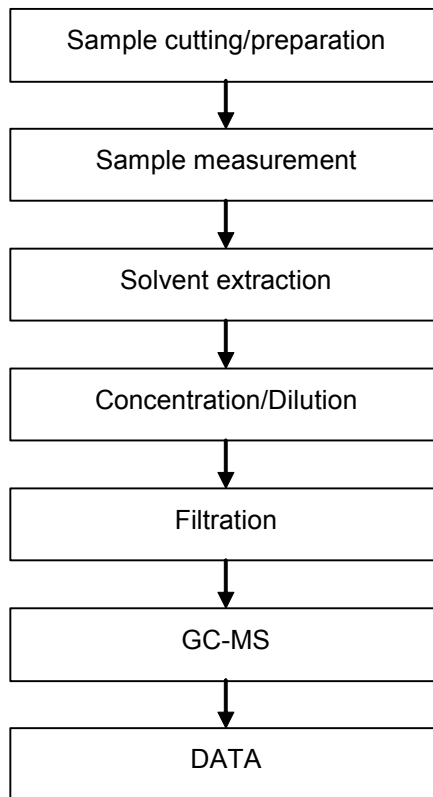 Sample cutting/preparation
Sample measurement
Solvent extraction
Concentration/Dilution
Filtration
GC-MS
DATA